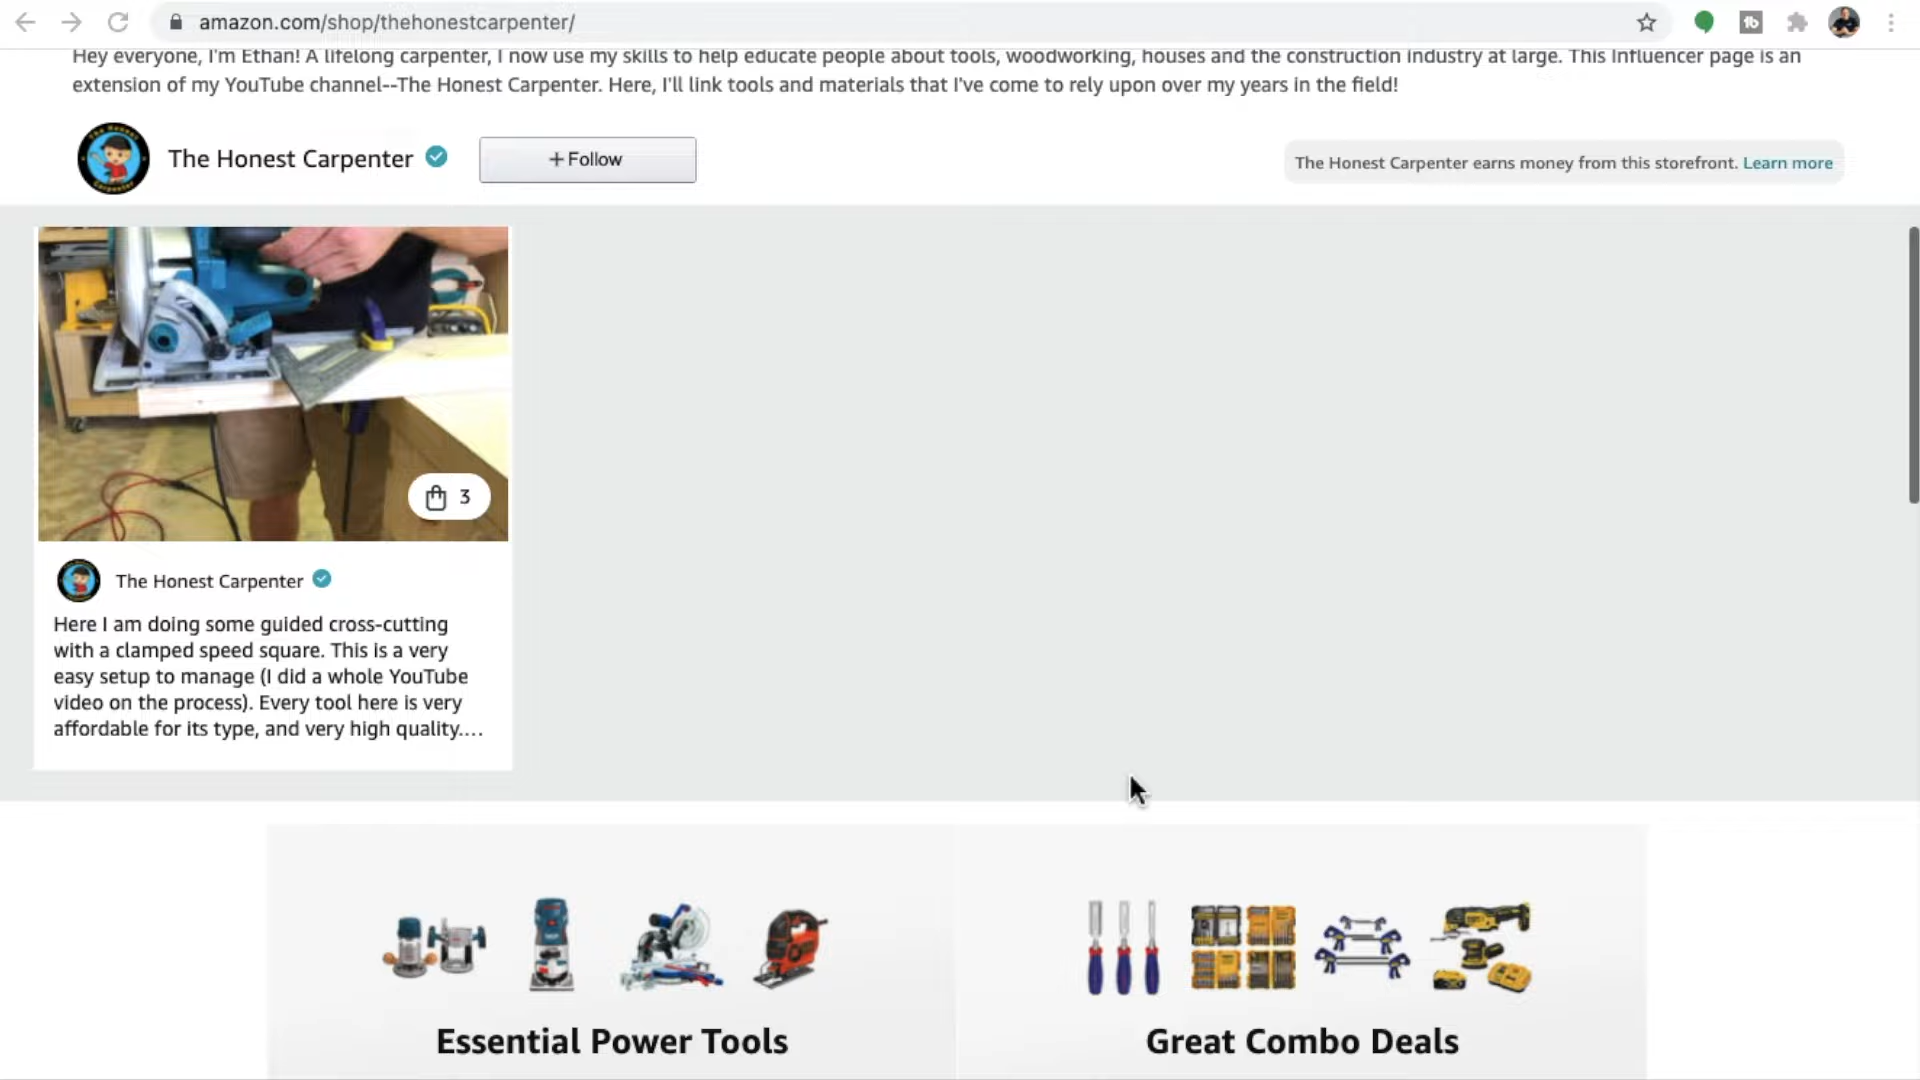 amazon.com/shop/thehonestcarpenter/
Hey everyone, I'm Ethan! A lifelong carpenter, I now use my skills to help educate people about tools, woodworking, houses and the construction industry at large. This Influencer page is an
extension of my YouTube channel--The Honest Carpenter. Here, I'll link tools and materials that I've come to rely upon over my years in the field!
The Honest Carpenter
+ Follow
The Honest Carpenter earns money from this storefront. Learn more
3
The Honest Carpenter
Here I am doing some guided cross-cutting
with a clamped speed square. This is a very
easy setup to manage (I did a whole YouTube
video on the process). Every tool here is very
affordable for its type, and very high quality....
Essential Power Tools
Great Combo Deals